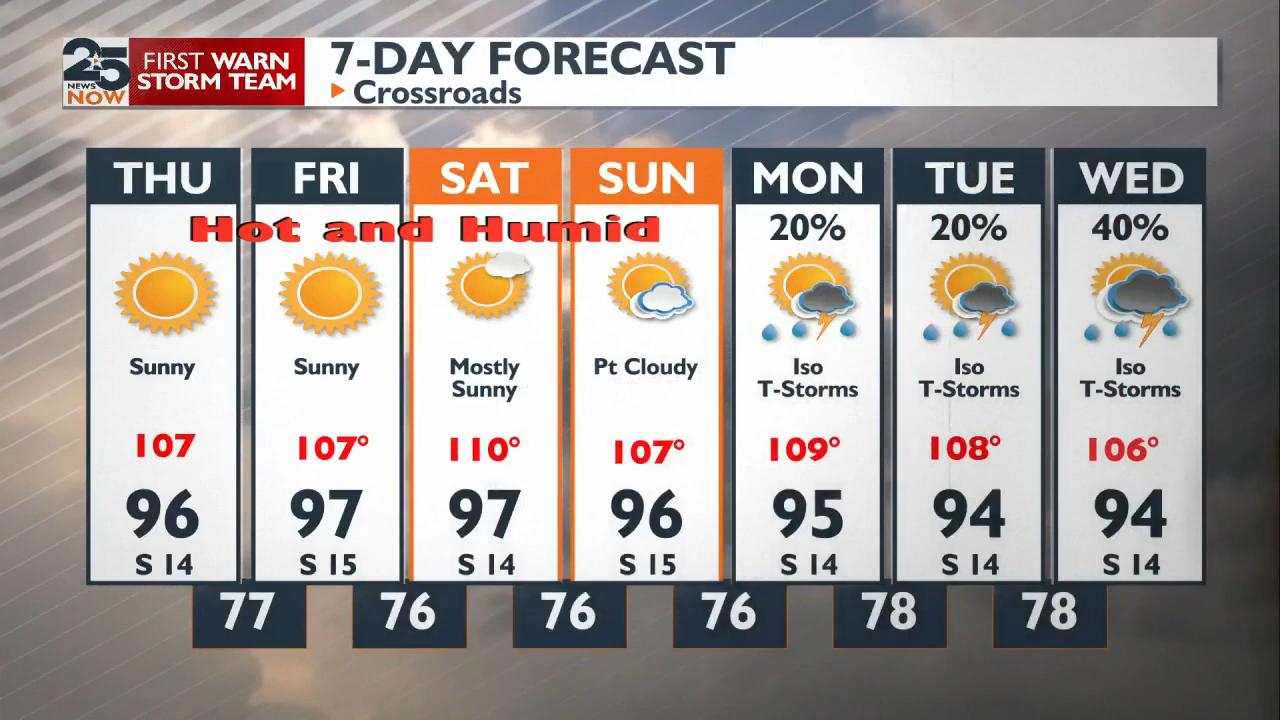 25
NEWS
NOW
FIRST WARN
STORM TEAM
7-DAY FORECAST
Crossroads
THU FRI SAT SUN MON TUE WED
Hot and Humid
20% 20% 40%
Sunny Sunny Mostly Pt Cloudy Iso Iso Iso
Sunny T-Storms T-Storms T-Storms
107 107° 110° 107° 109° 108° 106°
96 97 97 96 95 94 94
S 14 S 15 S 14 S 15 S 14 S 14 S 14
77 76 76 76 78 78